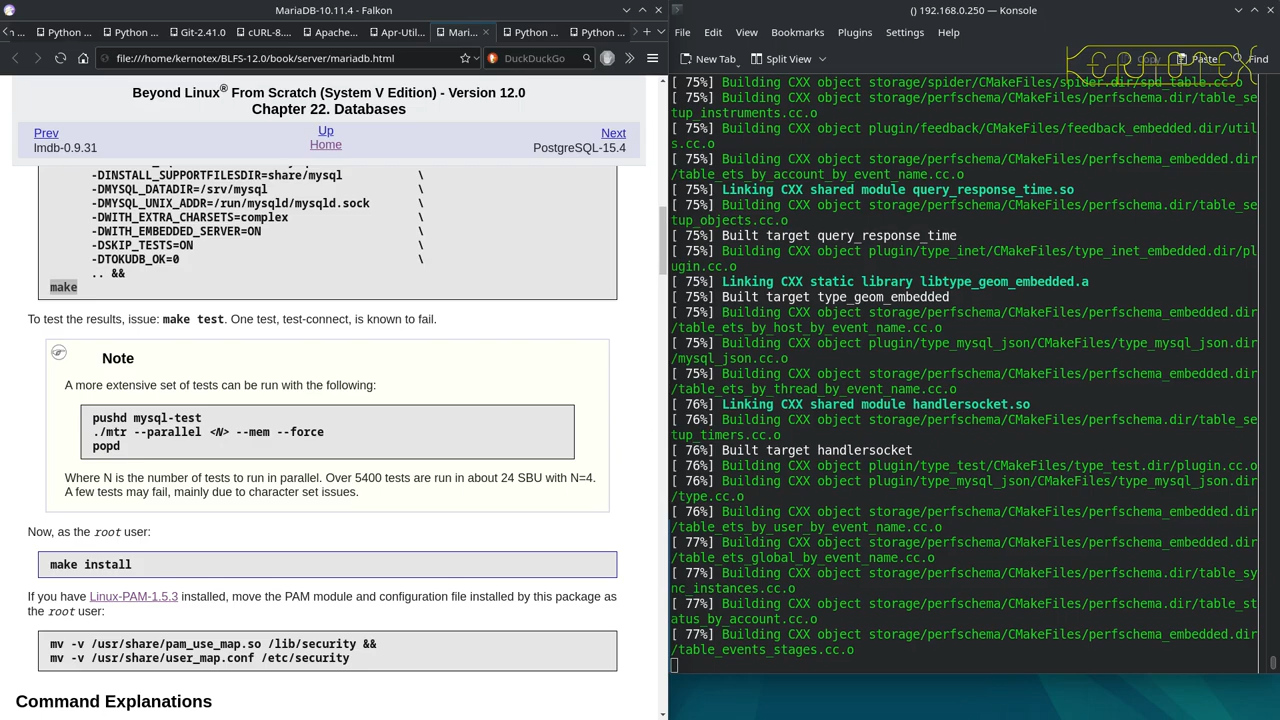 MariaDB-10.11.4 - Falkon
n ... Python ... Python ... Git-2.41.0 cURL-8.... Apache... Apr-Util... Mari... Python ... Python ...
file:///home/kernotex/BLFS-12.0/book/server/mariadb.html DuckDuckGo
Beyond Linux® From Scratch (System V Edition) - Version 12.0
Chapter 22. Databases
Prev Up Next
lmdb-0.9.31 Home PostgreSQL-15.4
-DINSTALL_SUPPORTFILESDIR=share/mysql \
-DMYSQL_DATADIR=/srv/mysql \
-DMYSQL_UNIX_ADDR=/run/mysqld/mysqld.sock \
-DWITH_EXTRA_CHARSETS=complex \
-DWITH_EMBEDDED_SERVER=ON \
-DSKIP_TESTS=ON \
-DTOKUDB_OK=0 \
.. &&
make
To test the results, issue: make test. One test, test-connect, is known to fail.
Note
A more extensive set of tests can be run with the following:
pushd mysql-test
./mtr --parallel <N> --mem --force
popd
Where N is the number of tests to run in parallel. Over 5400 tests are run in about 24 SBU with N=4.
A few tests may fail, mainly due to character set issues.
Now, as the root user:
make install
If you have Linux-PAM-1.5.3 installed, move the PAM module and configuration file installed by this package as
the root user:
mv -v /usr/share/pam_use_map.so /lib/security &&
mv -v /usr/share/user_map.conf /etc/security
Command Explanations
() 192.168.0.250 — Konsole
File Edit View Bookmarks Plugins Settings Help
New Tab Split View Copy Paste Find
KERNOTEX
[ 75%] Building CXX object storage/spider/CMakeFiles/spider.dir/spd_table.cc.o
[ 75%] Building CXX object storage/perfschema/CMakeFiles/perfschema.dir/table_se
tup_instruments.cc.o
[ 75%] Building CXX object plugin/feedback/CMakeFiles/feedback_embedded.dir/util
s.cc.o
[ 75%] Building CXX object storage/perfschema/CMakeFiles/perfschema_embedded.dir
/table_ets_by_account_by_event_name.cc.o
[ 75%] Linking CXX shared module query_response_time.so
[ 75%] Building CXX object storage/perfschema/CMakeFiles/perfschema.dir/table_se
tup_objects.cc.o
[ 75%] Built target query_response_time
[ 75%] Building CXX object plugin/type_inet/CMakeFiles/type_inet_embedded.dir/pl
ugin.cc.o
[ 75%] Linking CXX static library libtype_geom_embedded.a
[ 75%] Built target type_geom_embedded
[ 75%] Building CXX object storage/perfschema/CMakeFiles/perfschema_embedded.dir
/table_ets_by_host_by_event_name.cc.o
[ 75%] Building CXX object plugin/type_mysql_json/CMakeFiles/type_mysql_json.dir
/mysql_json.cc.o
[ 75%] Building CXX object storage/perfschema/CMakeFiles/perfschema_embedded.dir
/table_ets_by_thread_by_event_name.cc.o
[ 76%] Linking CXX shared module handlersocket.so
[ 76%] Building CXX object storage/perfschema/CMakeFiles/perfschema.dir/table_se
tup_timers.cc.o
[ 76%] Built target handlersocket
[ 76%] Building CXX object plugin/type_test/CMakeFiles/type_test.dir/plugin.cc.o
[ 76%] Building CXX object plugin/type_mysql_json/CMakeFiles/type_mysql_json.dir
/type.cc.o
[ 76%] Building CXX object storage/perfschema/CMakeFiles/perfschema_embedded.dir
/table_ets_by_user_by_event_name.cc.o
[ 77%] Building CXX object storage/perfschema/CMakeFiles/perfschema_embedded.dir
/table_ets_global_by_event_name.cc.o
[ 77%] Building CXX object storage/perfschema/CMakeFiles/perfschema.dir/table_sy
nc_instances.cc.o
[ 77%] Building CXX object storage/perfschema/CMakeFiles/perfschema.dir/table_st
atus_by_account.cc.o
[ 77%] Building CXX object storage/perfschema/CMakeFiles/perfschema_embedded.dir
/table_events_stages.cc.o